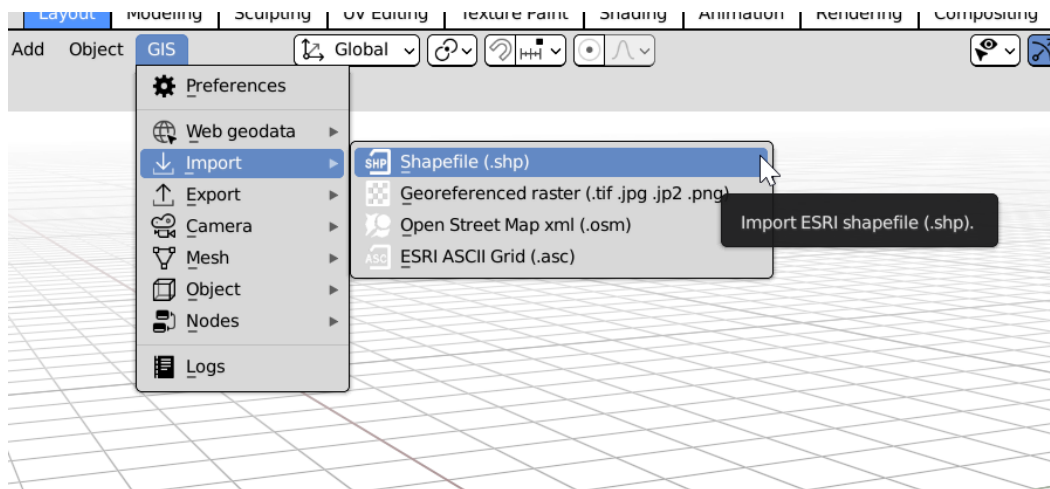 Layout Modeling Sculpting UV Editing Texture Paint Shading Animation Rendering Compositing
Add Object GIS Global
Preferences
Web geodata
Import
Export
Camera
Mesh
Object
Nodes
Logs
SHP Shapefile (.shp)
Georeferenced raster (.tif .jpg .jp2 .png)
Open Street Map xml (.osm)
ASC ESRI ASCII Grid (.asc)
Import ESRI shapefile (.shp).